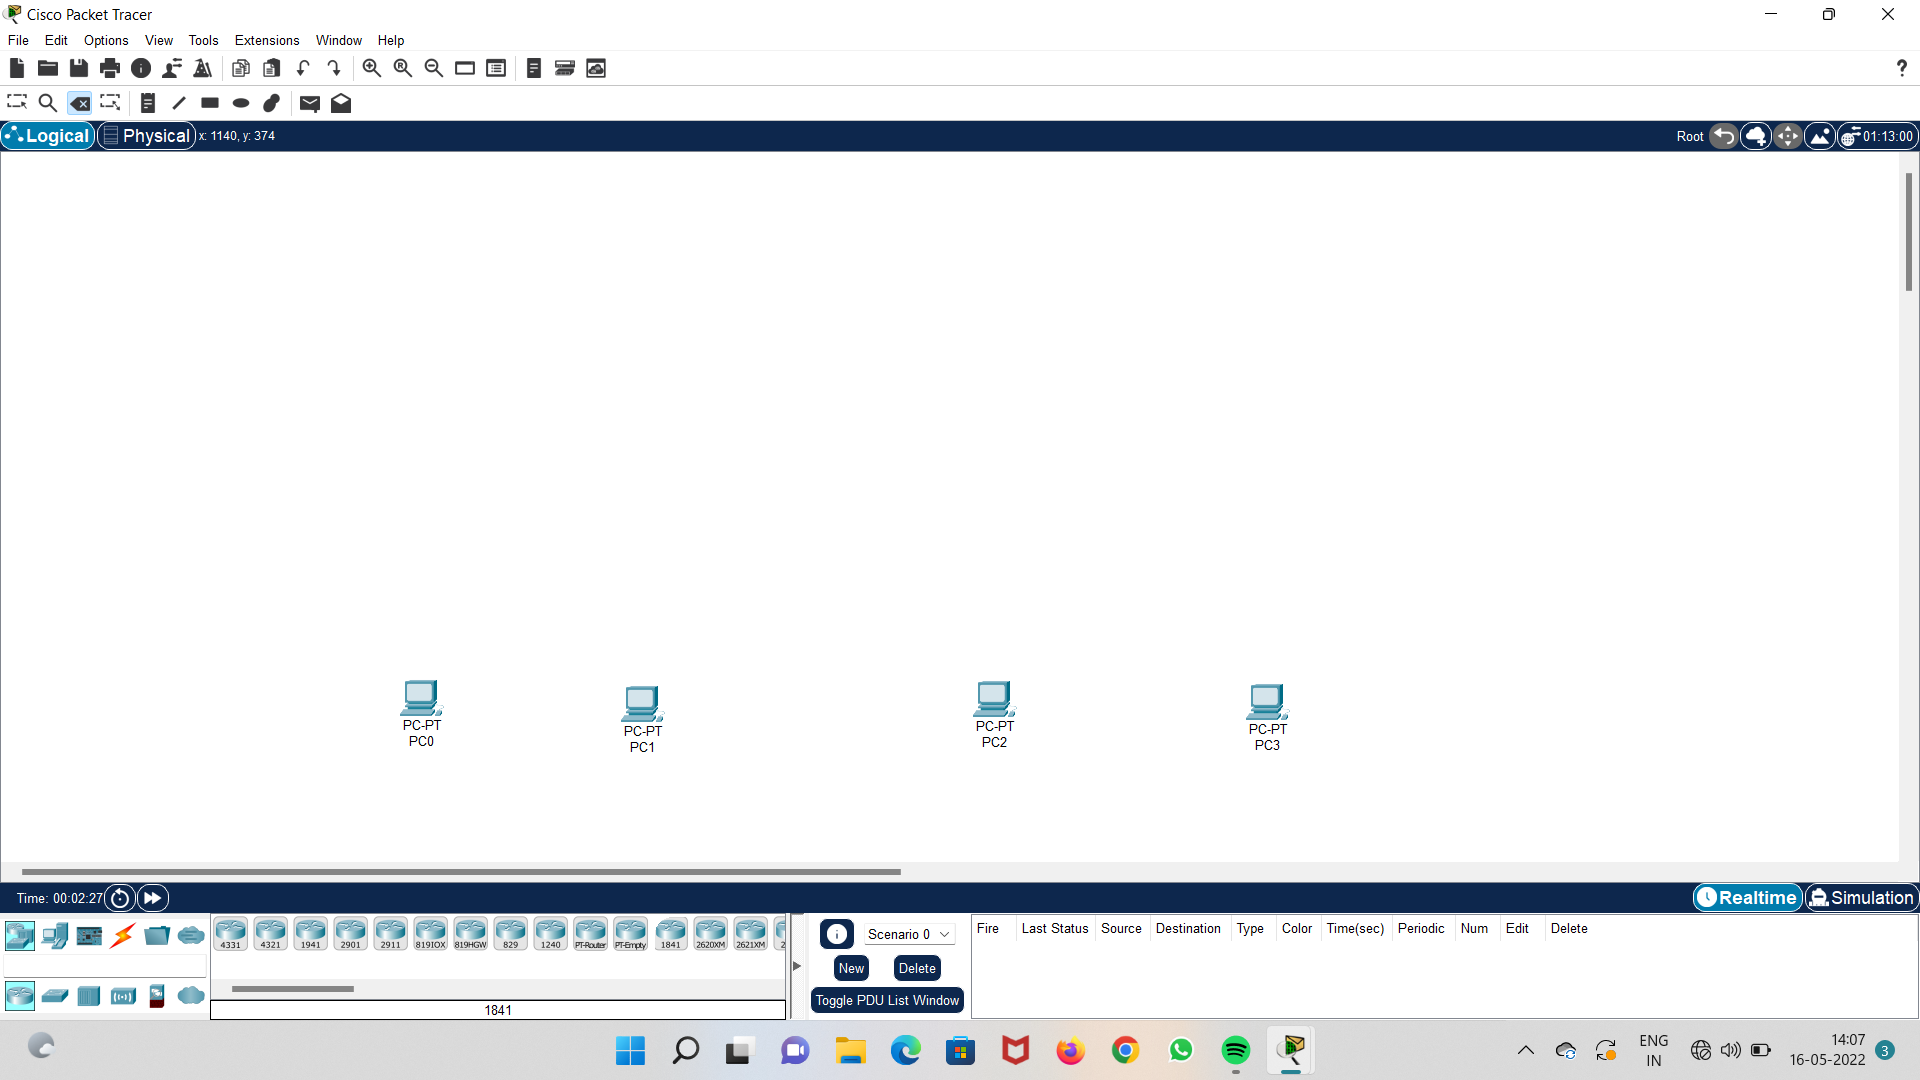 Cisco Packet Tracer
File Edit Options View Tools Extensions Window Help
?
Logical Physical x: 1140, y: 374 Root 01:13:00
PC-PT
PC0
PC-PT
PC1
PC-PT
PC2
PC-PT
PC3
Time: 00:02:27 Realtime Simulation
4331 4321 1941 2901 2911 819IOX 819HGW 829 1240 PT-Router PT-Empty 1841 2620XM 2621XM 2
1841
Scenario 0
New Delete
Toggle PDU List Window
Fire Last Status Source Destination Type Color Time(sec) Periodic Num Edit Delete
ENG
IN
14:07
16-05-2022
3